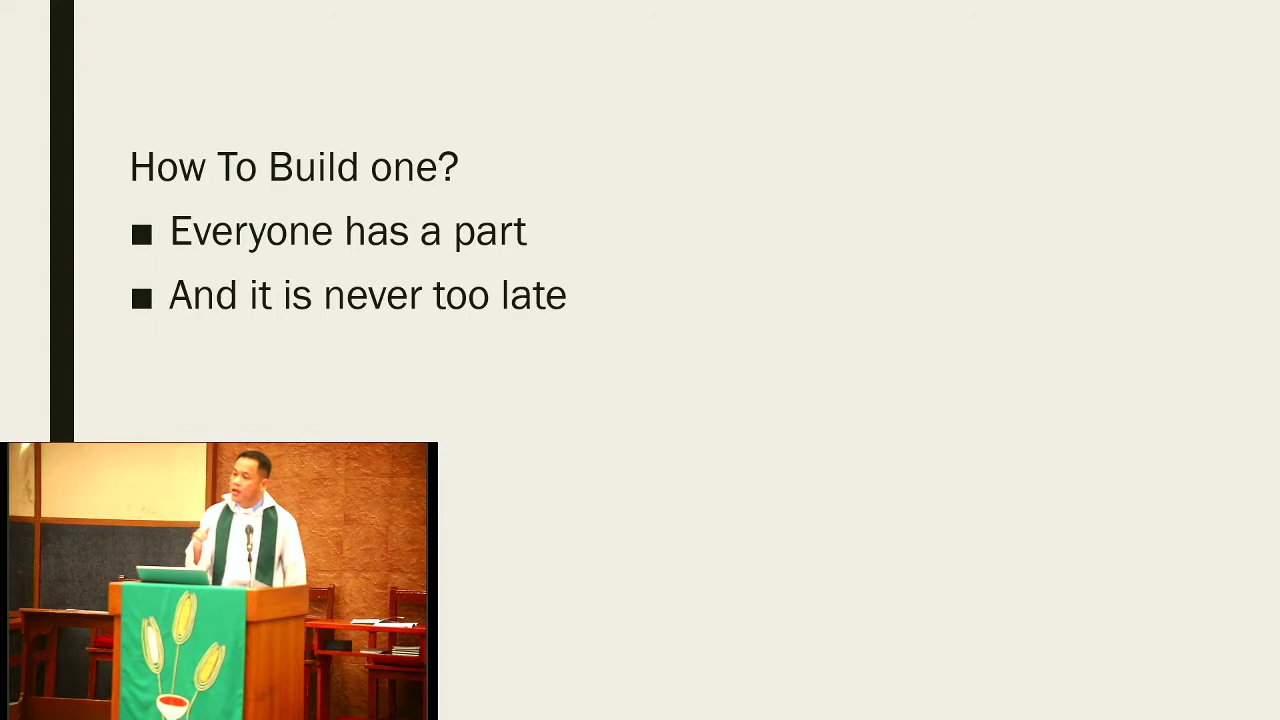 How To Build one?
■ Everyone has a part
■ And it is never too late